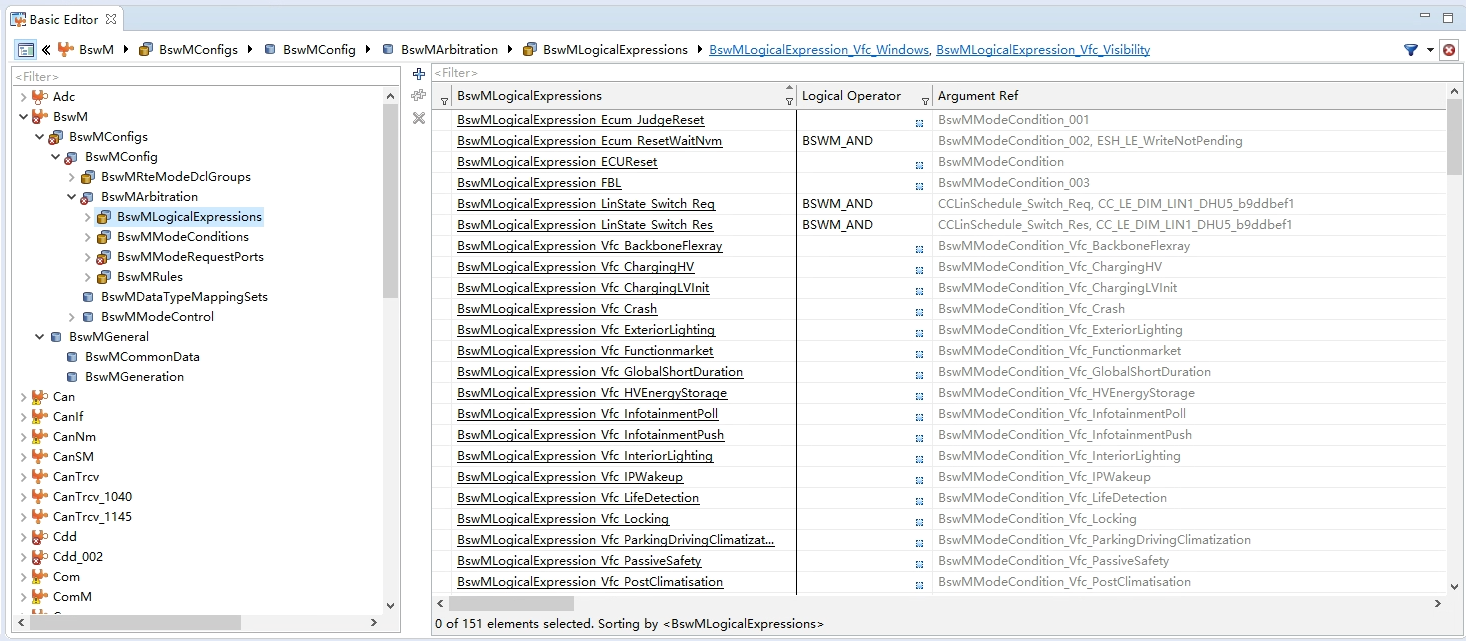 Basic Editor
BswM BswMConfigs BswMConfig BswMArbitration BswMLogicalExpressions BswMLogicalExpression_Vfc_Windows, BswMLogicalExpression_Vfc_Visibility
<Filter>
Adc
BswM
BswMConfigs
BswMConfig
BswMRteModeDclGroups
BswMArbitration
BswMLogicalExpressions
BswMModeConditions
BswMModeRequestPorts
BswMRules
BswMDataTypeMappingSets
BswMModeControl
BswMGeneral
BswMCommonData
BswMGeneration
Can
CanIf
CanNm
CanSM
CanTrcv
CanTrcv_1040
CanTrcv_1145
Cdd
Cdd_002
Com
ComM
<Filter>
BswMLogicalExpressions Logical Operator Argument Ref
BswMLogicalExpression_Ecum_JudgeReset BswMModeCondition_001
BswMLogicalExpression_Ecum_ResetWaitNvm BSWM_AND BswMModeCondition_002, ESH_LE_WriteNotPending
BswMLogicalExpression_ECUReset BswMModeCondition
BswMLogicalExpression_FBL BswMModeCondition_003
BswMLogicalExpression_LinState_Switch_Req BSWM_AND CCLinSchedule_Switch_Req, CC_LE_DIM_LIN1_DHU5_b9ddbef1
BswMLogicalExpression_LinState_Switch_Res BSWM_AND CCLinSchedule_Switch_Res, CC_LE_DIM_LIN1_DHU5_b9ddbef1
BswMLogicalExpression_Vfc_BackboneFlexray BswMModeCondition_Vfc_BackboneFlexray
BswMLogicalExpression_Vfc_ChargingHV BswMModeCondition_Vfc_ChargingHV
BswMLogicalExpression_Vfc_ChargingLVInit BswMModeCondition_Vfc_ChargingLVInit
BswMLogicalExpression_Vfc_Crash BswMModeCondition_Vfc_Crash
BswMLogicalExpression_Vfc_ExteriorLighting BswMModeCondition_Vfc_ExteriorLighting
BswMLogicalExpression_Vfc_Functionmarket BswMModeCondition_Vfc_Functionmarket
BswMLogicalExpression_Vfc_GlobalShortDuration BswMModeCondition_Vfc_GlobalShortDuration
BswMLogicalExpression_Vfc_HVEnergyStorage BswMModeCondition_Vfc_HVEnergyStorage
BswMLogicalExpression_Vfc_InfotainmentPoll BswMModeCondition_Vfc_InfotainmentPoll
BswMLogicalExpression_Vfc_InfotainmentPush BswMModeCondition_Vfc_InfotainmentPush
BswMLogicalExpression_Vfc_InteriorLighting BswMModeCondition_Vfc_InteriorLighting
BswMLogicalExpression_Vfc_IPWakeup BswMModeCondition_Vfc_IPWakeup
BswMLogicalExpression_Vfc_LifeDetection BswMModeCondition_Vfc_LifeDetection
BswMLogicalExpression_Vfc_Locking BswMModeCondition_Vfc_Locking
BswMLogicalExpression_Vfc_ParkingDrivingClimatizat... BswMModeCondition_Vfc_ParkingDrivingClimatization
BswMLogicalExpression_Vfc_PassiveSafety BswMModeCondition_Vfc_PassiveSafety
BswMLogicalExpression_Vfc_PostClimatisation BswMModeCondition_Vfc_PostClimatisation
0 of 151 elements selected. Sorting by <BswMLogicalExpressions>